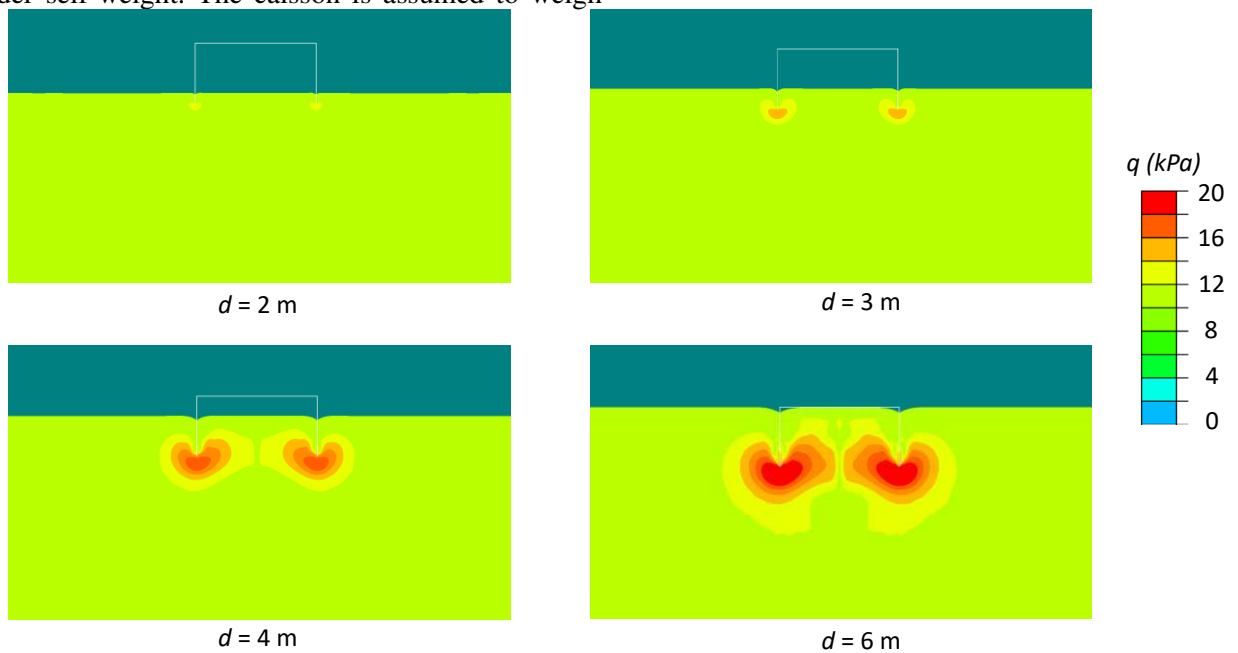 der self weight. The caisson is assumed to weigh
q (kPa)
20
16
12
8
4
0
d = 2 m
d = 3 m
d = 4 m
d = 6 m